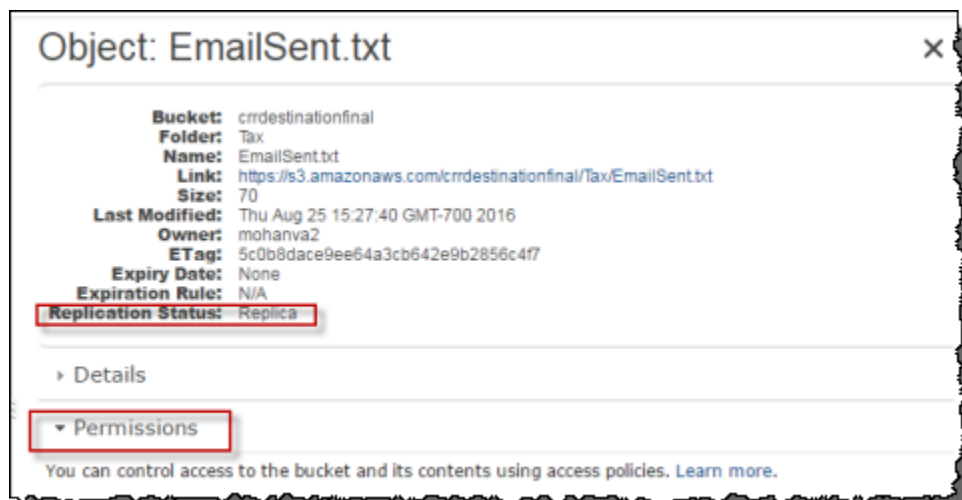 Object: EmailSent.txt
Bucket: crrdestinationfinal
Folder: Tax
Name: EmailSent.txt
Link: https://s3.amazonaws.com/crrdestinationfinal/Tax/EmailSent.txt
Size: 70
Last Modified: Thu Aug 25 15:27:40 GMT-700 2016
Owner: mohanva2
ETag: 5c0b8dace9ee64a3cb642e9b2856c4f7
Expiry Date: None
Expiration Rule: N/A
Replication Status: Replica
Details
Permissions
You can control access to the bucket and its contents using access policies. Learn more.